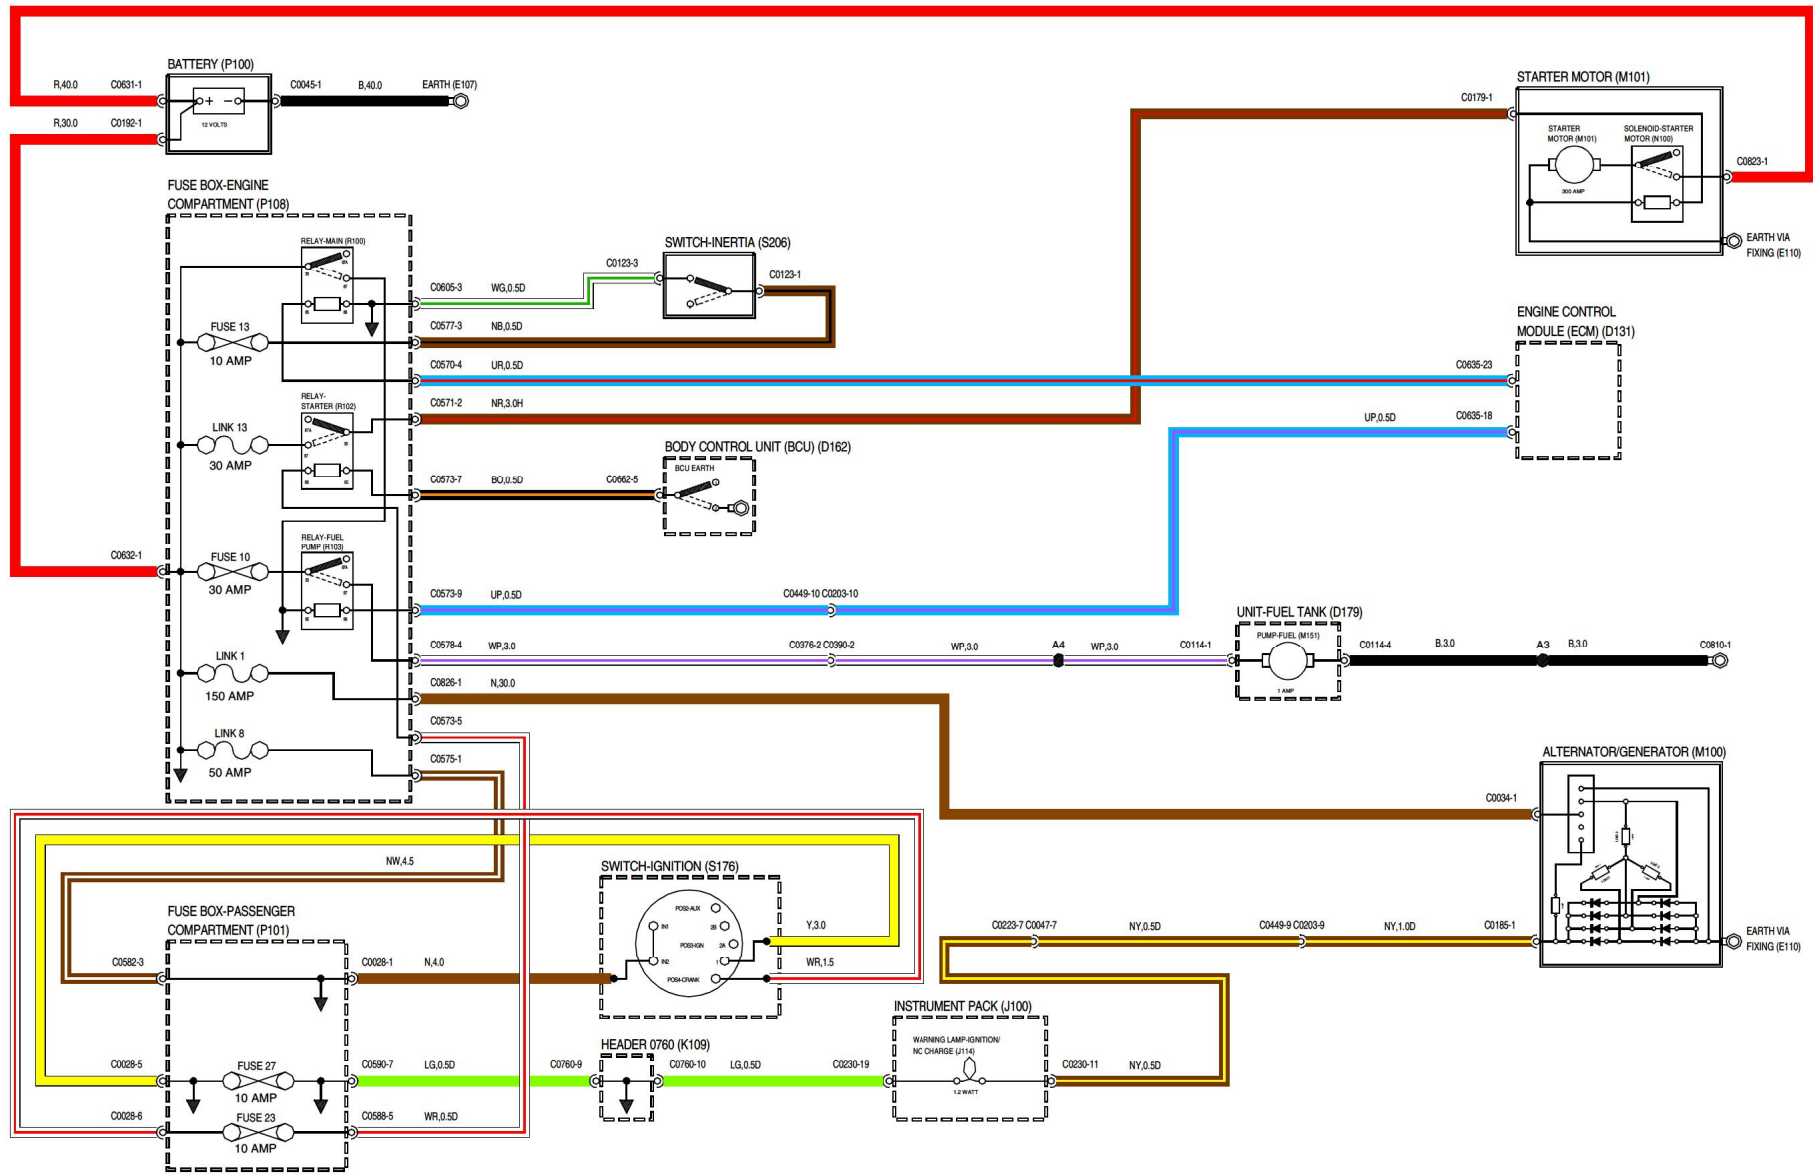 BATTERY (P100)
R,40.0 C0631-1
C0045-1 B,40.0 EARTH (E107)
+ −
12 VOLTS
R,30.0 C0192-1
STARTER MOTOR (M101)
C0179-1
STARTER
MOTOR (M101)
300 AMP
SOLENOID-STARTER
MOTOR (N100)
C0823-1
EARTH VIA
FIXING (E110)
FUSE BOX-ENGINE
COMPARTMENT (P108)
RELAY-MAIN (R100)
87A
87
C0605-3 WG,0.5D
SWITCH-INERTIA (S206)
C0123-3
C0123-1
FUSE 13
10 AMP
C0577-3 NB,0.5D
C0570-4 UR,0.5D
C0635-23
ENGINE CONTROL
MODULE (ECM) (D131)
RELAY-
STARTER (R102)
87A
87
C0571-2 NR,3.0H
LINK 13
30 AMP
UP,0.5D C0635-18
BODY CONTROL UNIT (BCU) (D162)
BCU EARTH
C0573-7 BO,0.5D C0662-5
C0632-1
FUSE 10
30 AMP
RELAY-FUEL
PUMP (R103)
87A
87
C0573-9 UP,0.5D C0449-10 C0203-10
UNIT-FUEL TANK (D179)
PUMP-FUEL (M151)
1 AMP
C0578-4 WP,3.0 C0376-2 C0390-2 WP,3.0 A4 WP,3.0 C0114-1
C0114-4 B,3.0 A3 B,3.0 C0810-1
LINK 1
150 AMP
C0826-1 N,30.0
C0573-5
LINK 8
50 AMP
C0575-1
ALTERNATOR/GENERATOR (M100)
C0034-1
EARTH VIA
FIXING (E110)
NW,4.5
SWITCH-IGNITION (S176)
POS2-AUX
IN1
2B
POS3-IGN
2A
IN2
1
POS4-CRANK
Y,3.0
WR,1.5
C0223-7 C0047-7 NY,0.5D C0449-9 C0203-9 NY,1.0D C0185-1
FUSE BOX-PASSENGER
COMPARTMENT (P101)
C0582-3
C0028-1 N,4.0
INSTRUMENT PACK (J100)
WARNING LAMP-IGNITION/
NC CHARGE (J114)
1.2 WATT
HEADER 0760 (K109)
C0028-5
FUSE 27
10 AMP
C0590-7 LG,0.5D C0760-9
C0760-10 LG,0.5D C0230-19
C0230-11 NY,0.5D
C0028-6
FUSE 23
10 AMP
C0588-5 WR,0.5D